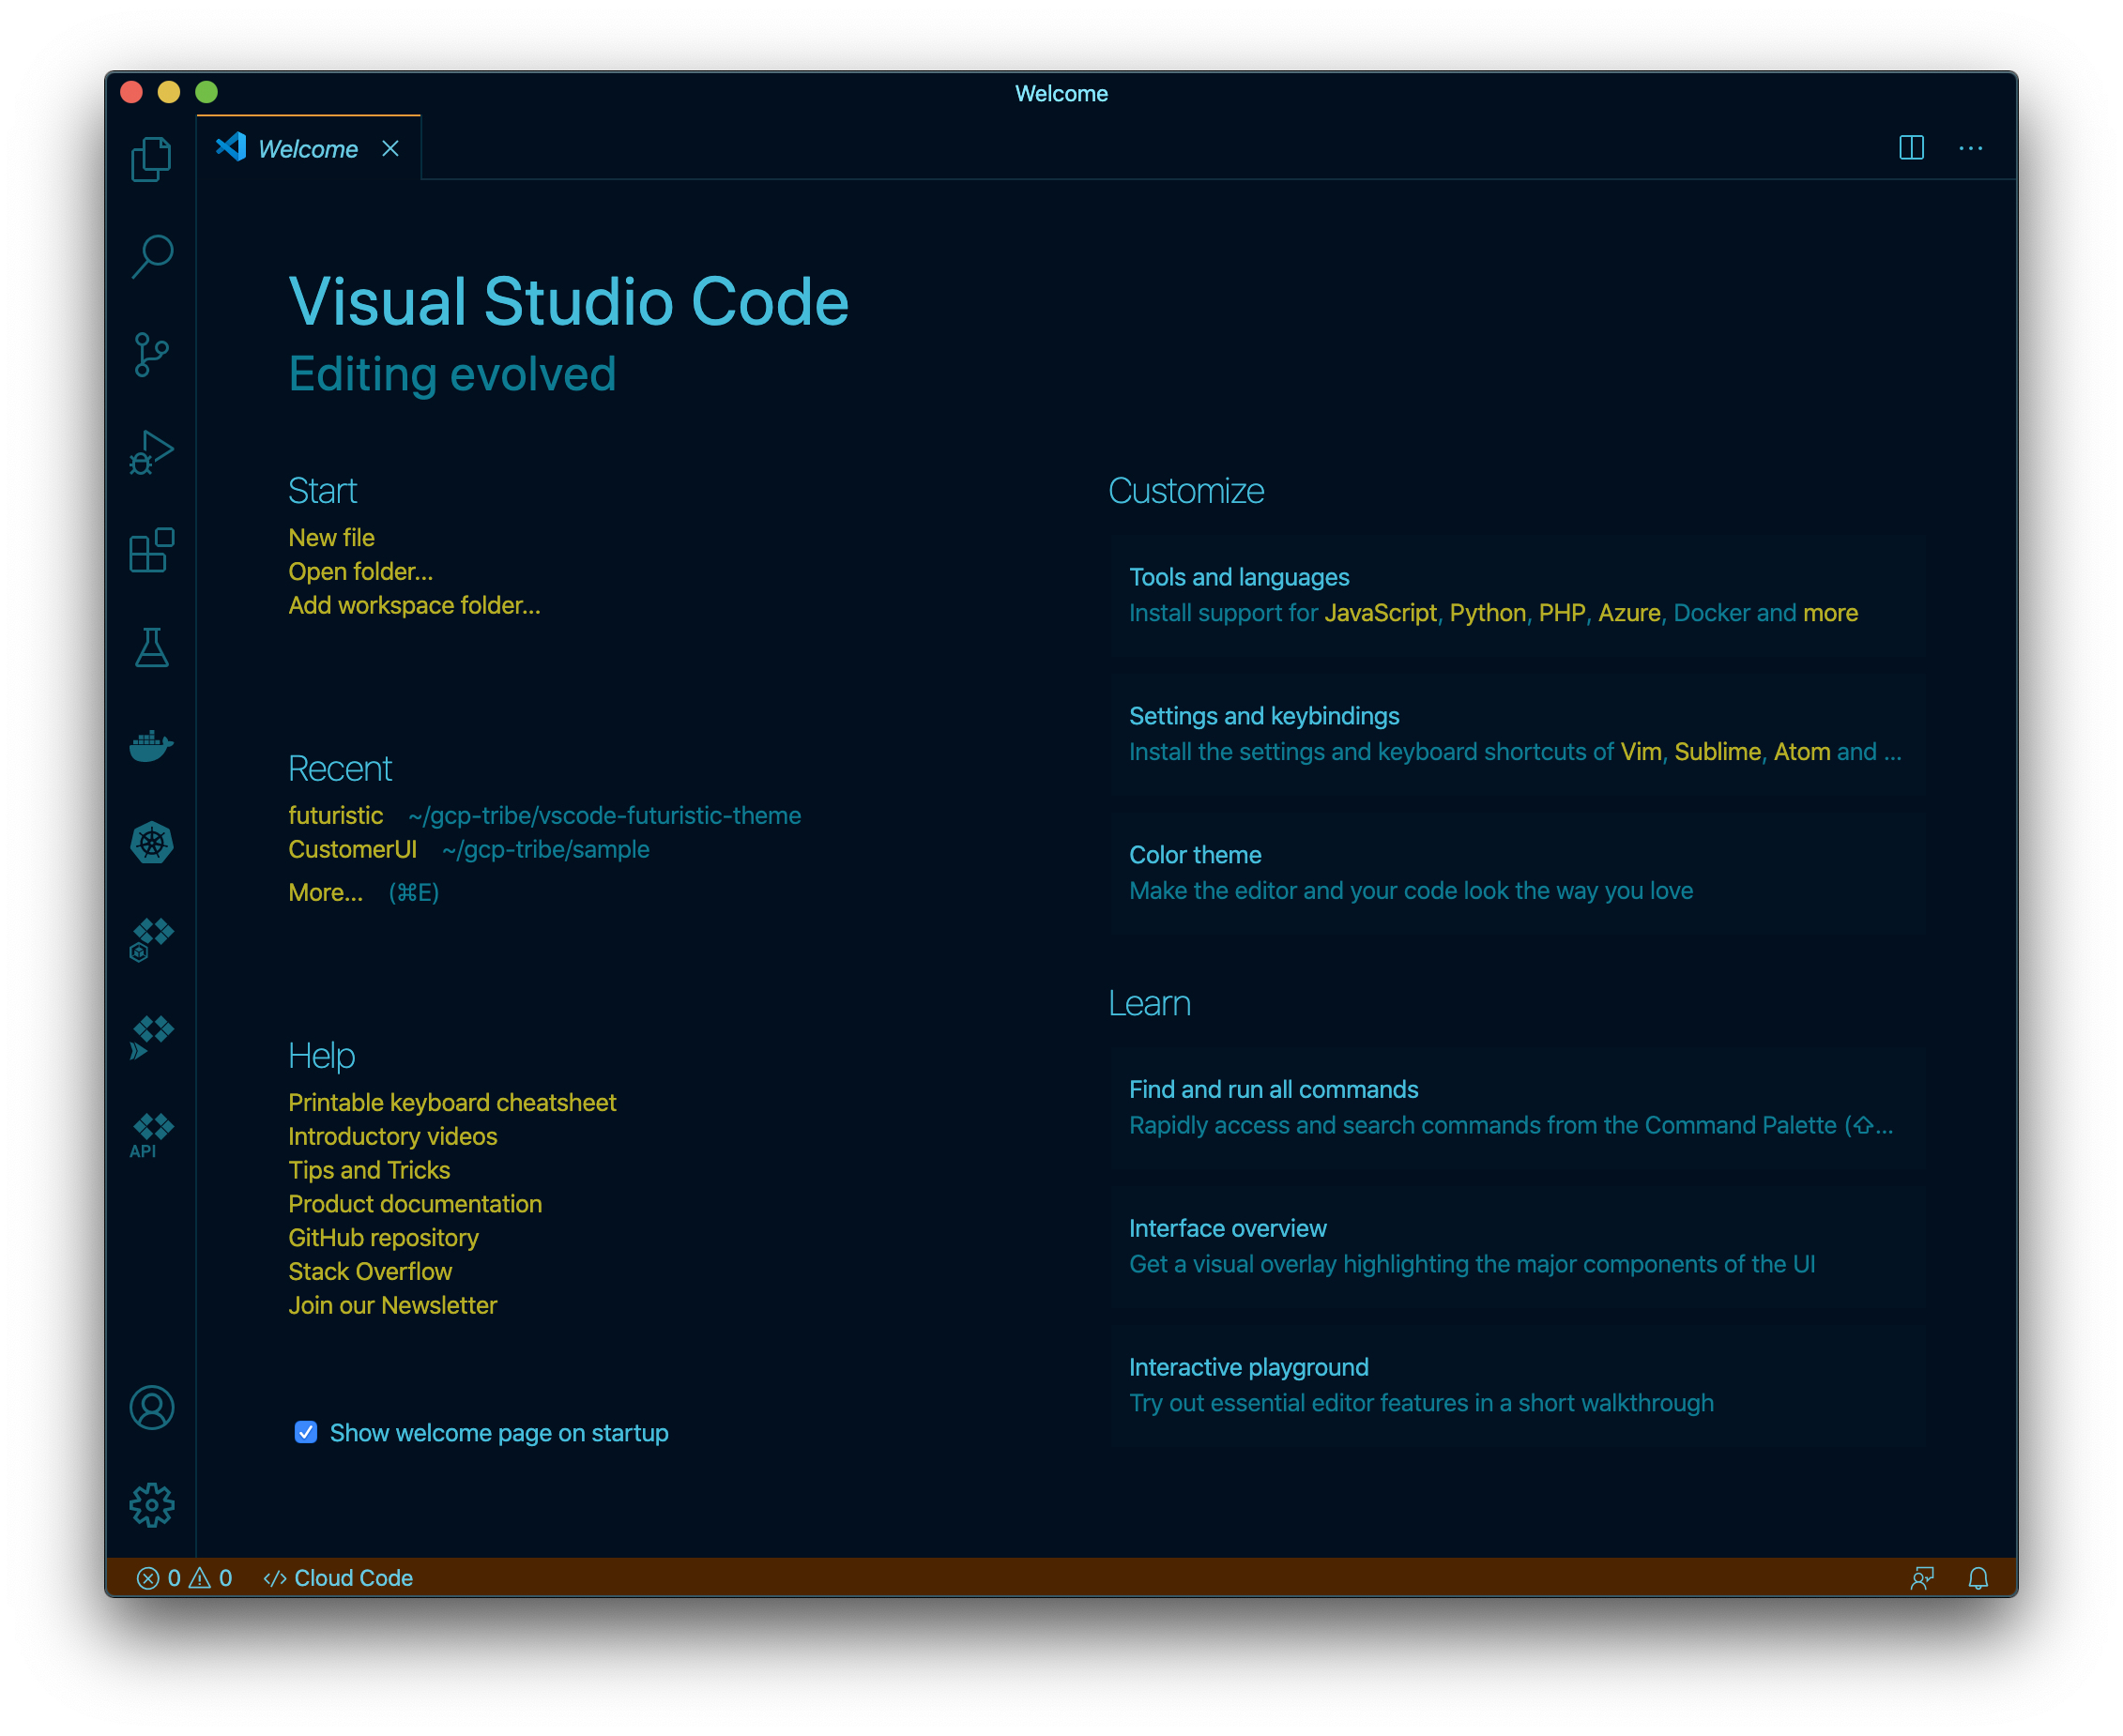 Welcome
Welcome
Visual Studio Code
Editing evolved
Start
New file
Open folder...
Add workspace folder...
Recent
futuristic ~/gcp-tribe/vscode-futuristic-theme
CustomerUI ~/gcp-tribe/sample
More... (⌘E)
Help
Printable keyboard cheatsheet
Introductory videos
Tips and Tricks
Product documentation
GitHub repository
Stack Overflow
Join our Newsletter
Show welcome page on startup
Customize
Tools and languages
Install support for JavaScript, Python, PHP, Azure, Docker and more
Settings and keybindings
Install the settings and keyboard shortcuts of Vim, Sublime, Atom and ...
Color theme
Make the editor and your code look the way you love
Learn
Find and run all commands
Rapidly access and search commands from the Command Palette (⇧...
Interface overview
Get a visual overlay highlighting the major components of the UI
Interactive playground
Try out essential editor features in a short walkthrough
API
0 0 </> Cloud Code